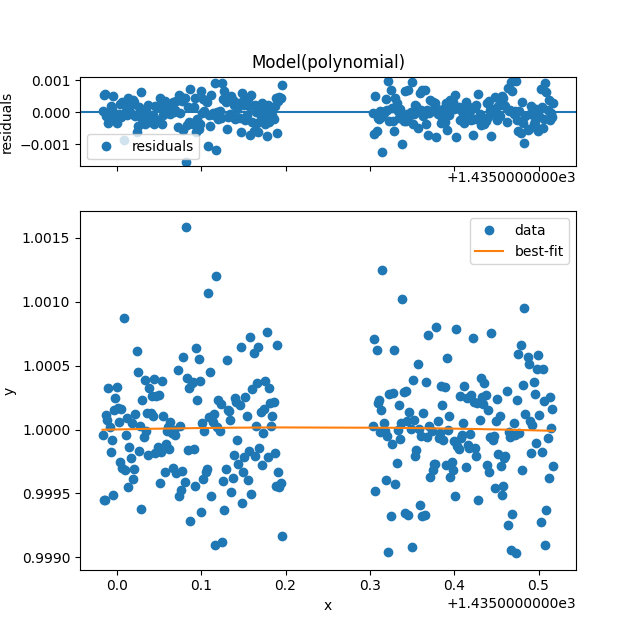 Model(polynomial)
0.001
0.000
−0.001
residuals
residuals
+1.4350000000e3
1.0015
1.0010
1.0005
1.0000
0.9995
0.9990
y
data
best-fit
0.0 0.1 0.2 0.3 0.4 0.5
x
+1.4350000000e3